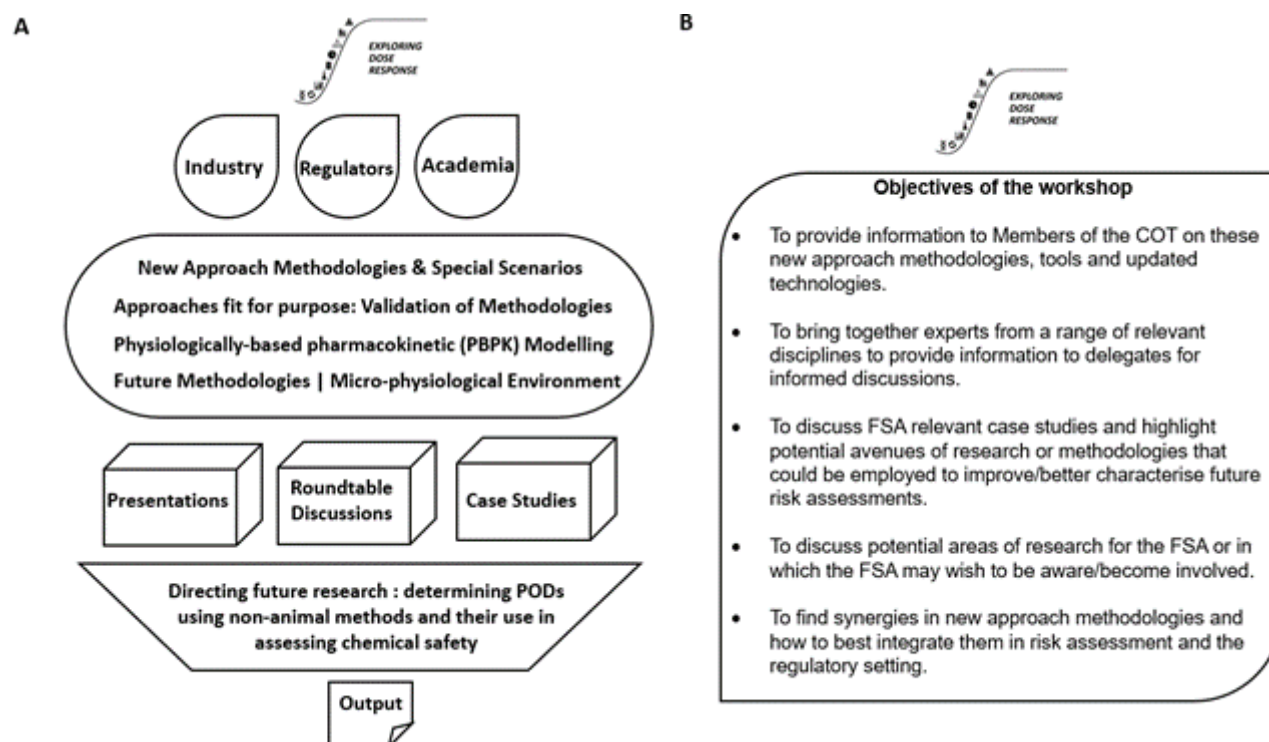 A
EXPLORING
DOSE
RESPONSE
Industry
Regulators
Academia
New Approach Methodologies & Special Scenarios
Approaches fit for purpose: Validation of Methodologies
Physiologically-based pharmacokinetic (PBPK) Modelling
Future Methodologies | Micro-physiological Environment
Presentations
Roundtable
Discussions
Case Studies
Directing future research : determining PODs
using non-animal methods and their use in
assessing chemical safety
Output
B
EXPLORING
DOSE
RESPONSE
Objectives of the workshop
• To provide information to Members of the COT on these
new approach methodologies, tools and updated
technologies.
• To bring together experts from a range of relevant
disciplines to provide information to delegates for
informed discussions.
• To discuss FSA relevant case studies and highlight
potential avenues of research or methodologies that
could be employed to improve/better characterise future
risk assessments.
• To discuss potential areas of research for the FSA or in
which the FSA may wish to be aware/become involved.
• To find synergies in new approach methodologies and
how to best integrate them in risk assessment and the
regulatory setting.